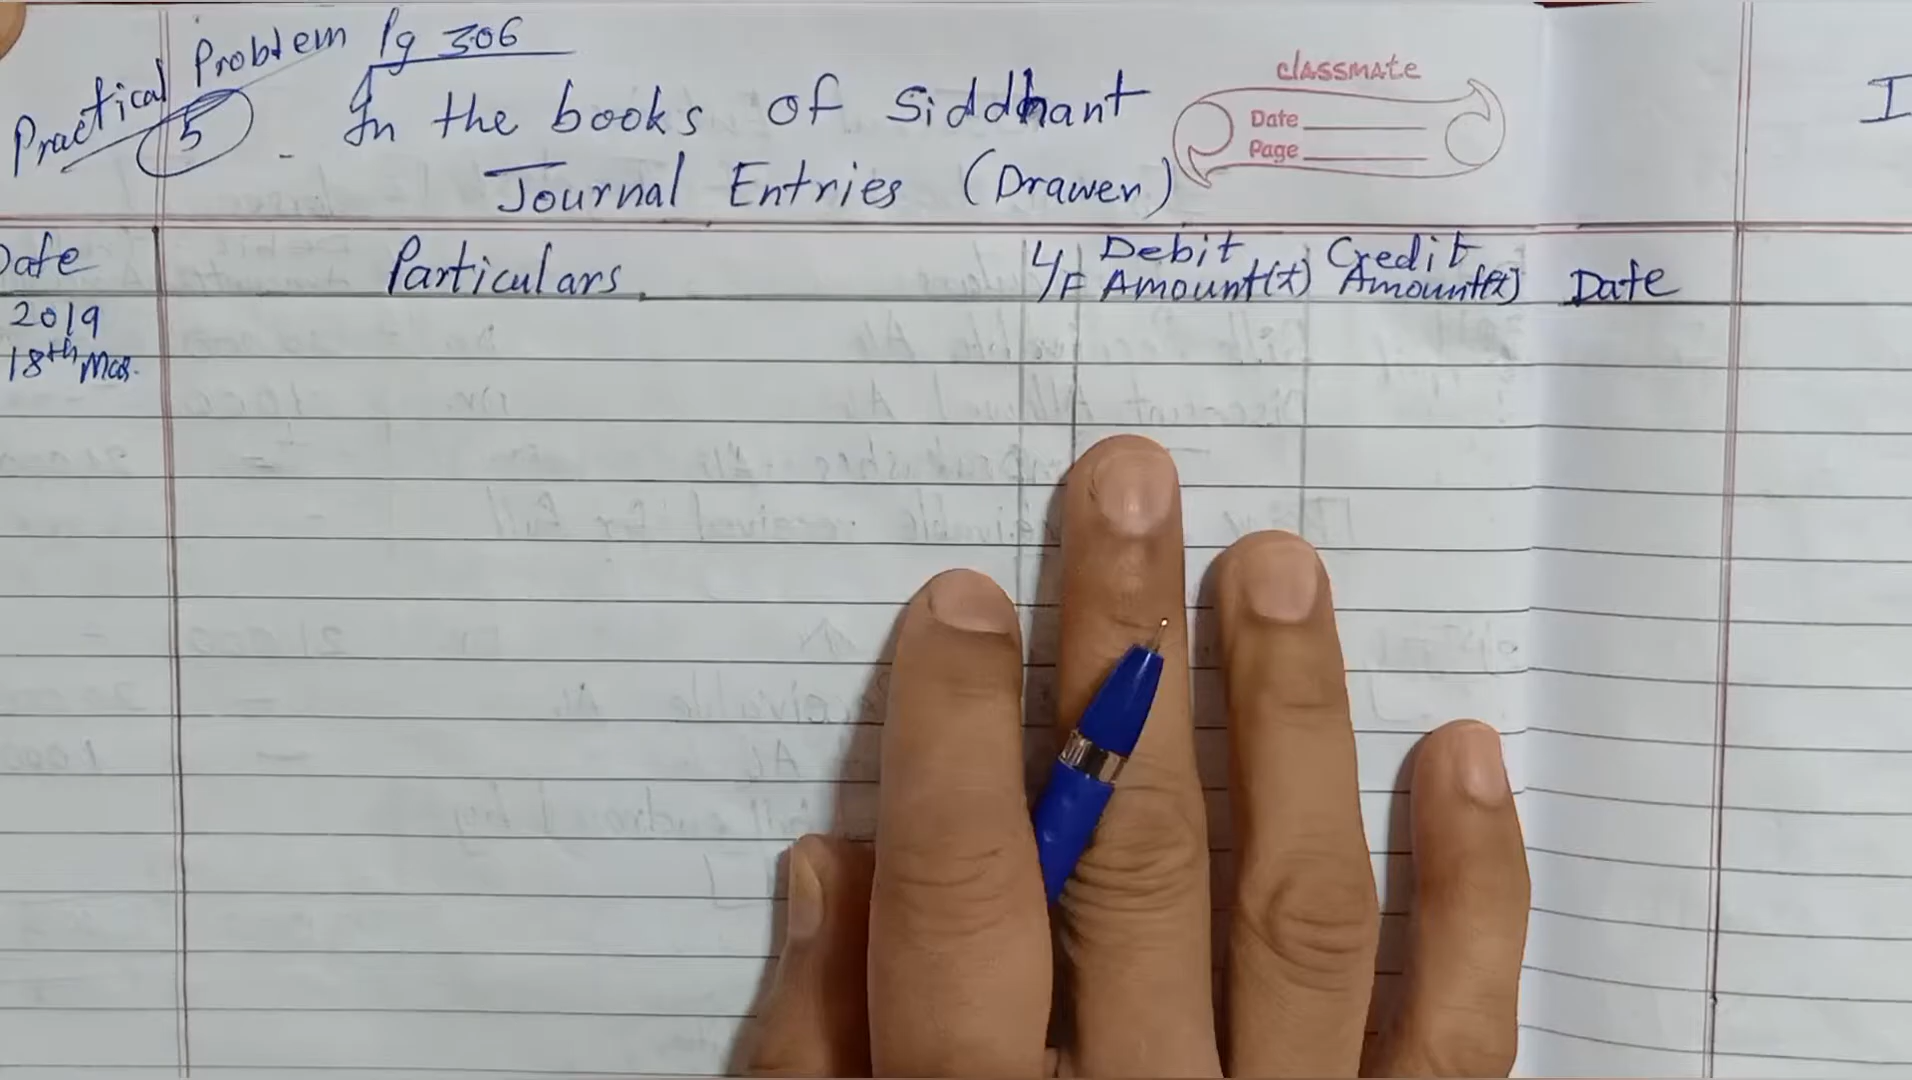 Practical Problem Pg 306
5
In the books of Siddhant
Journal Entries (Drawer)
classmate
Date
Page
I
Date Particulars L/F Debit Amount(₹) Credit Amount(₹) Date
2019
18th Mar.